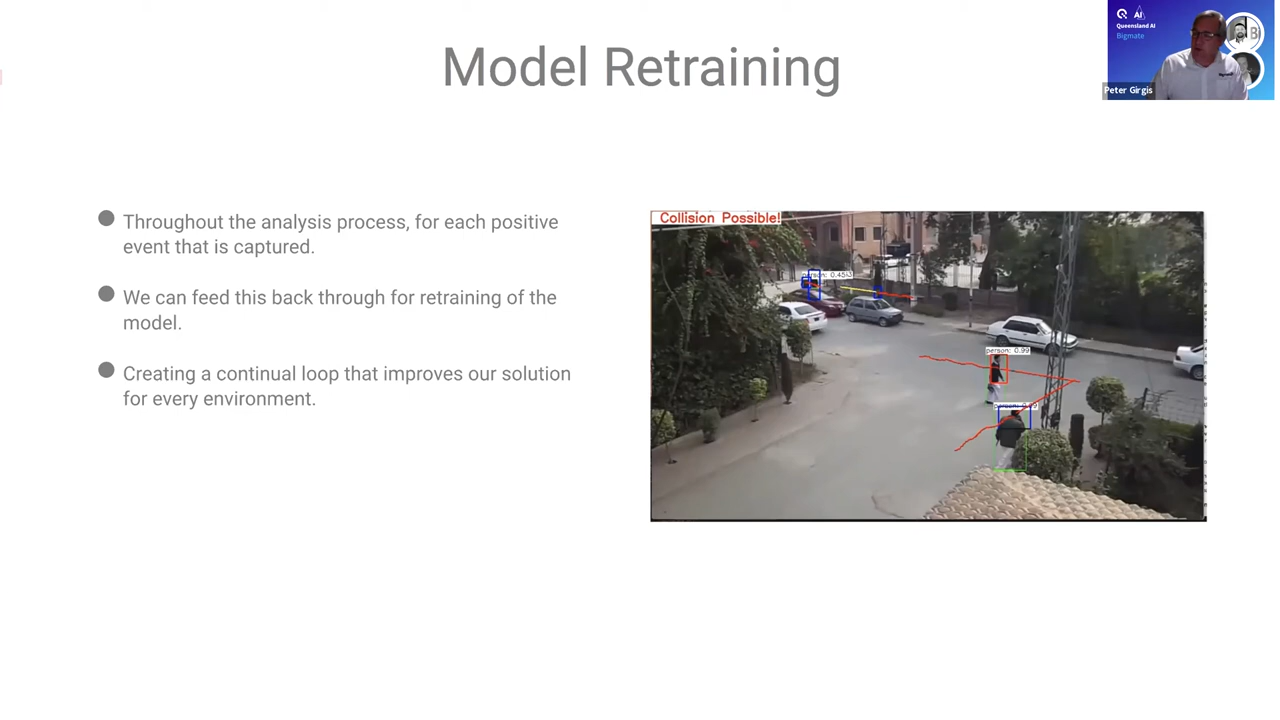 Model Retraining
Queensland AI
Bigmate
Peter Girgis
Throughout the analysis process, for each positive
event that is captured.
We can feed this back through for retraining of the
model.
Creating a continual loop that improves our solution
for every environment.
Collision Possible!
person: 0.99